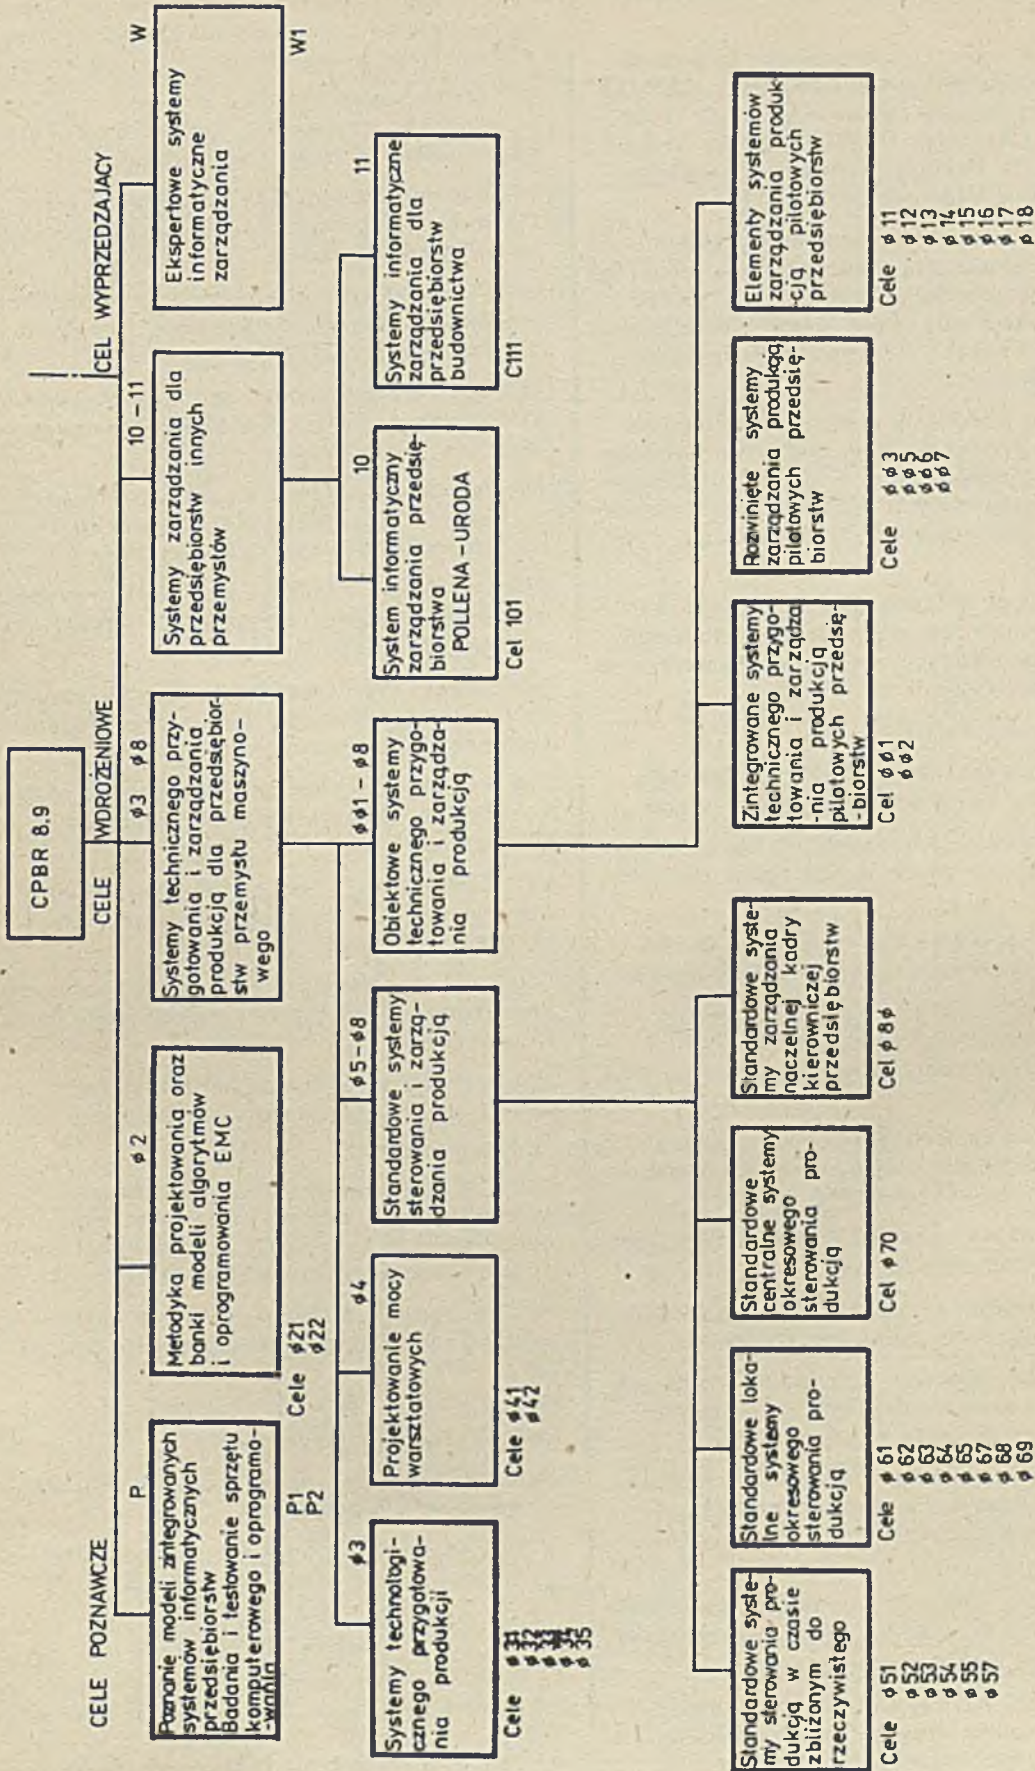 CPBR 8.9
CELE POZNAWCZE
CELE WDROŻENIOWE
CEL WYPRZEDZAJĄCY
P
Poznanie modeli zintegrowanych
systemów informatycznych
przedsiębiorstw
Badania i testowanie sprzętu
komputerowego i oprogramo-
-wania
P1
P2
ø2
Metodyka projektowania oraz
banki modeli algorytmów
i oprogramowania EMC
Cele ø21
ø22
ø3 ø8
Systemy technicznego przy-
gotowania i zarządzania
produkcją dla przedsiębior-
stw przemysłu maszyno-
wego
10 - 11
Systemy zarządzania dla
przedsiębiorstw innych
przemysłów
W
Ekspertowe systemy
informatyczne
zarządzania
W1
ø3
Systemy technologi-
cznego przygotowa-
nia produkcji
Cele ø31
ø32
ø33
ø34
ø35
ø4
Projektowanie mocy
warsztatowych
Cele ø41
ø42
ø5-ø8
Standardowe systemy
sterowania i zarzą-
dzania produkcją
øø1 - ø8
Obiektowe systemy
technicznego przygo-
towania i zarządza-
nia produkcją
10
System informatyczny
zarządzania przedsię-
biorstwa
POLLENA-URODA
Cel 101
11
Systemy informatyczne
zarządzania dla
przedsiębiorstw
budownictwa
C111
Standardowe syste-
my sterowania pro-
dukcją w czasie
zbliżonym do
rzeczywistego
Cele ø51
ø52
ø53
ø54
ø55
ø57
Standardowe loka-
lne systemy
okresowego
sterowania pro-
dukcją
Cele ø61
ø62
ø63
ø64
ø65
ø67
ø68
ø69
Standardowe
centralne systemy
okresowego
sterowania pro-
dukcją
Cel ø70
Standardowe syste-
my zarządzania
naczelnej kadry
kierowniczej
przedsiębiorstw
Cel ø8ø
Zintegrowane systemy
technicznego przygo-
towania i zarządza
-nia produkcją
pilotowych przedsę-
-biorstw
Cel øø1
øø2
Rozwinięte systemy
zarządzania produkcją
pilotowych przedsię-
biorstw
Cele øø3
øø5
øø6
øø7
Elementy systemów
zarządzania produk-
-cją pilotowych
przedsiębiorstw
Cele ø11
ø12
ø13
ø14
ø15
ø16
ø17
ø18